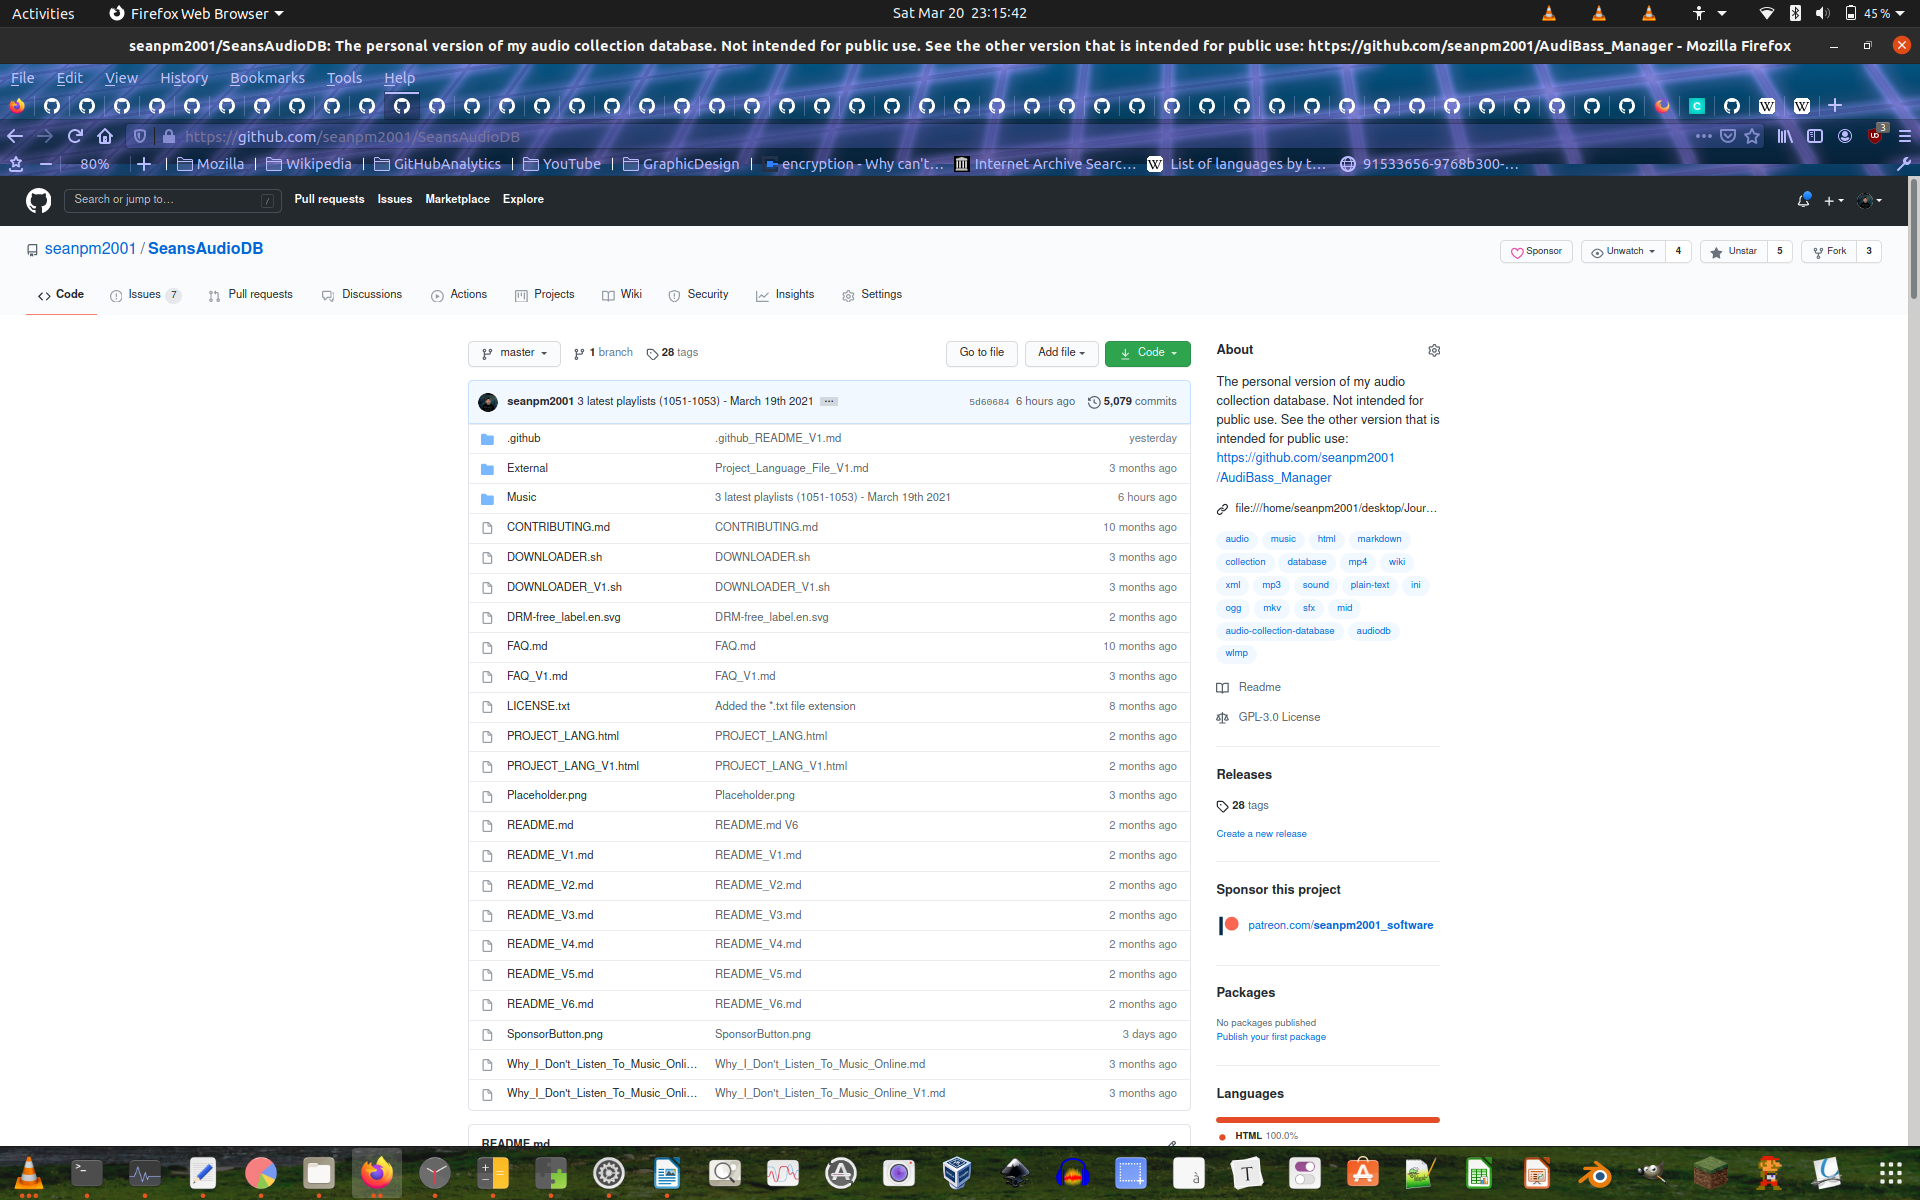 Activities Firefox Web Browser Sat Mar 20 23:15:42 45 %
seanpm2001/SeansAudioDB: The personal version of my audio collection database. Not intended for public use. See the other version that is intended for public use: https://github.com/seanpm2001/AudiBass_Manager - Mozilla Firefox
File Edit View History Bookmarks Tools Help
https://github.com/seanpm2001/SeansAudioDB 3
80% Mozilla Wikipedia GitHubAnalytics YouTube GraphicDesign encryption - Why can't… Internet Archive Searc… List of languages by t… 91533656-9768b300-…
Search or jump to… / Pull requests Issues Marketplace Explore
seanpm2001 / SeansAudioDB Sponsor Unwatch 4 Unstar 5 Fork 3
Code Issues 7 Pull requests Discussions Actions Projects Wiki Security Insights Settings
master 1 branch 28 tags Go to file Add file Code
seanpm2001 3 latest playlists (1051-1053) - March 19th 2021 ... 5d60684 6 hours ago 5,079 commits
.github .github_README_V1.md yesterday
External Project_Language_File_V1.md 3 months ago
Music 3 latest playlists (1051-1053) - March 19th 2021 6 hours ago
CONTRIBUTING.md CONTRIBUTING.md 10 months ago
DOWNLOADER.sh DOWNLOADER.sh 3 months ago
DOWNLOADER_V1.sh DOWNLOADER_V1.sh 3 months ago
DRM-free_label.en.svg DRM-free_label.en.svg 2 months ago
FAQ.md FAQ.md 10 months ago
FAQ_V1.md FAQ_V1.md 3 months ago
LICENSE.txt Added the *.txt file extension 8 months ago
PROJECT_LANG.html PROJECT_LANG.html 2 months ago
PROJECT_LANG_V1.html PROJECT_LANG_V1.html 2 months ago
Placeholder.png Placeholder.png 3 months ago
README.md README.md V6 2 months ago
README_V1.md README_V1.md 2 months ago
README_V2.md README_V2.md 2 months ago
README_V3.md README_V3.md 2 months ago
README_V4.md README_V4.md 2 months ago
README_V5.md README_V5.md 2 months ago
README_V6.md README_V6.md 2 months ago
SponsorButton.png SponsorButton.png 3 days ago
Why_I_Don't_Listen_To_Music_Onli… Why_I_Don't_Listen_To_Music_Online.md 3 months ago
Why_I_Don't_Listen_To_Music_Onli… Why_I_Don't_Listen_To_Music_Online_V1.md 3 months ago
README.md
About
The personal version of my audio
collection database. Not intended for
public use. See the other version that is
intended for public use:
https://github.com/seanpm2001
/AudiBass_Manager
file:///home/seanpm2001/desktop/Jour…
audio music html markdown
collection database mp4 wiki
xml mp3 sound plain-text ini
ogg mkv sfx mid
audio-collection-database audiodb
wlmp
Readme
GPL-3.0 License
Releases
28 tags
Create a new release
Sponsor this project
patreon.com/seanpm2001_software
Packages
No packages published
Publish your first package
Languages
HTML 100.0%